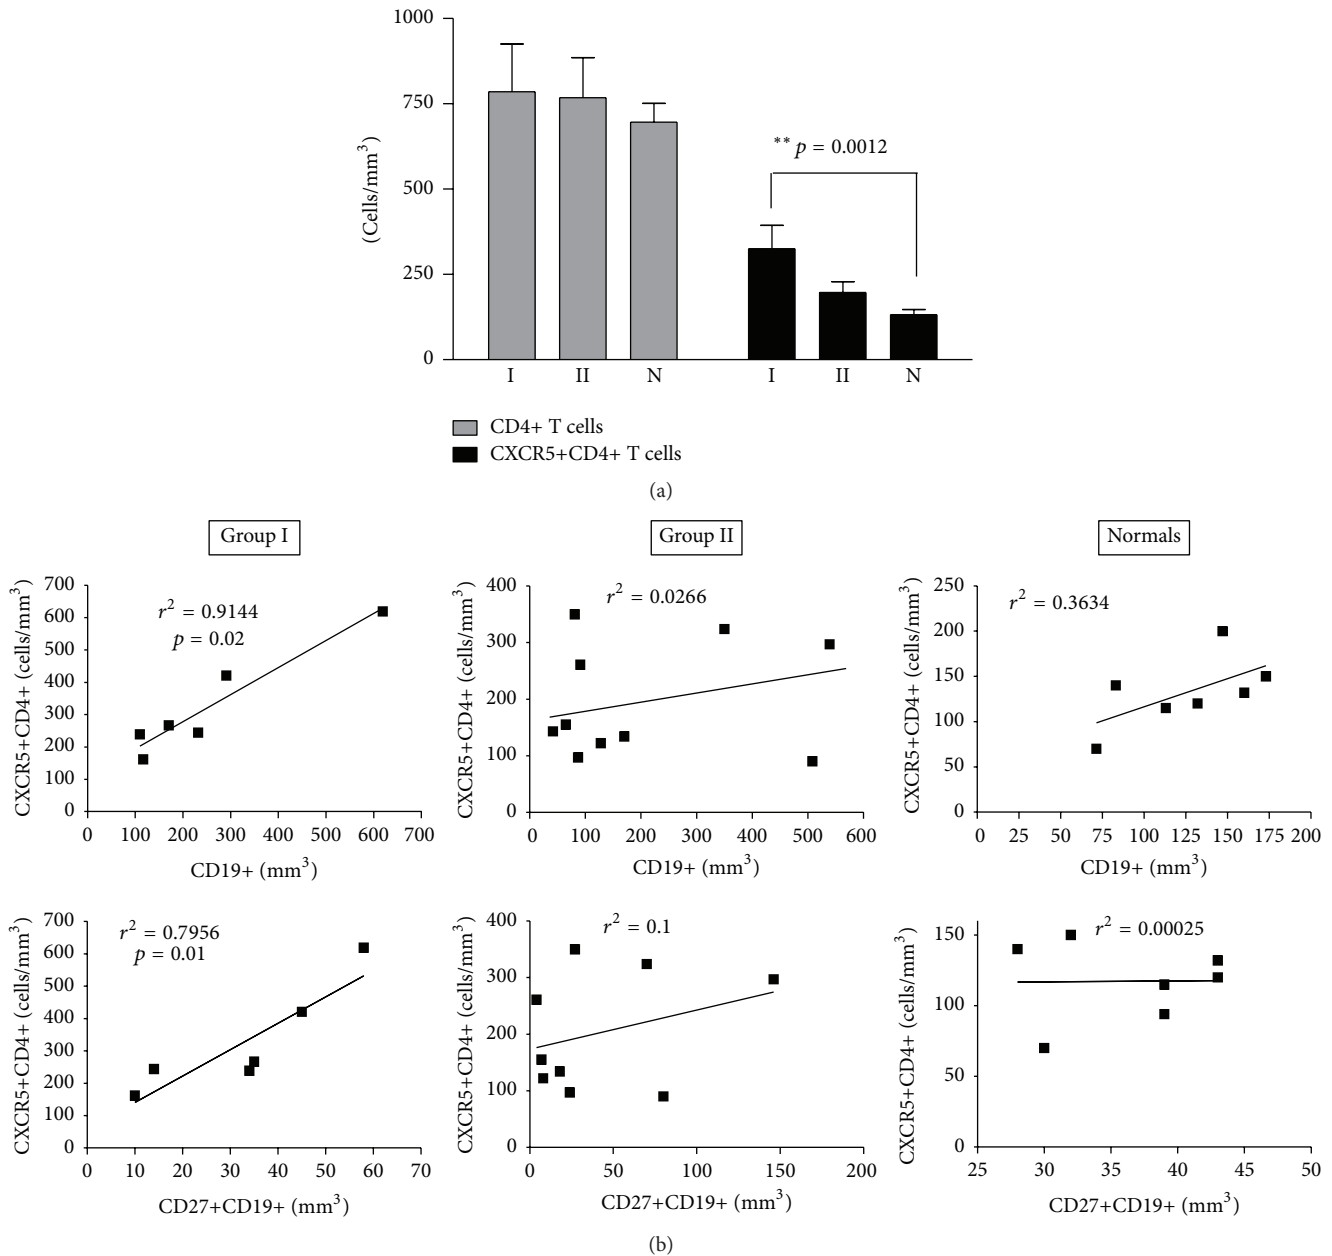 1000
750
500
250
0
(Cells/mm³)
** p = 0.0012
I II N I II N
CD4+ T cells
CXCR5+CD4+ T cells
(a)
Group I
700
600
500
400
300
200
100
0
CXCR5+CD4+ (cells/mm³)
r² = 0.9144
p = 0.02
0 100 200 300 400 500 600 700
CD19+ (mm³)
Group II
400
300
200
100
0
CXCR5+CD4+ (cells/mm³)
r² = 0.0266
0 100 200 300 400 500 600
CD19+ (mm³)
Normals
250
200
150
100
50
0
CXCR5+CD4+ (cells/mm³)
r² = 0.3634
0 25 50 75 100 125 150 175 200
CD19+ (mm³)
700
600
500
400
300
200
100
0
CXCR5+CD4+ (cells/mm³)
r² = 0.7956
p = 0.01
0 10 20 30 40 50 60 70
CD27+CD19+ (mm³)
400
300
200
100
0
CXCR5+CD4+ (cells/mm³)
r² = 0.1
0 50 100 150 200
CD27+CD19+ (mm³)
150
100
50
0
CXCR5+CD4+ (cells/mm³)
r² = 0.00025
25 30 35 40 45 50
CD27+CD19+ (mm³)
(b)